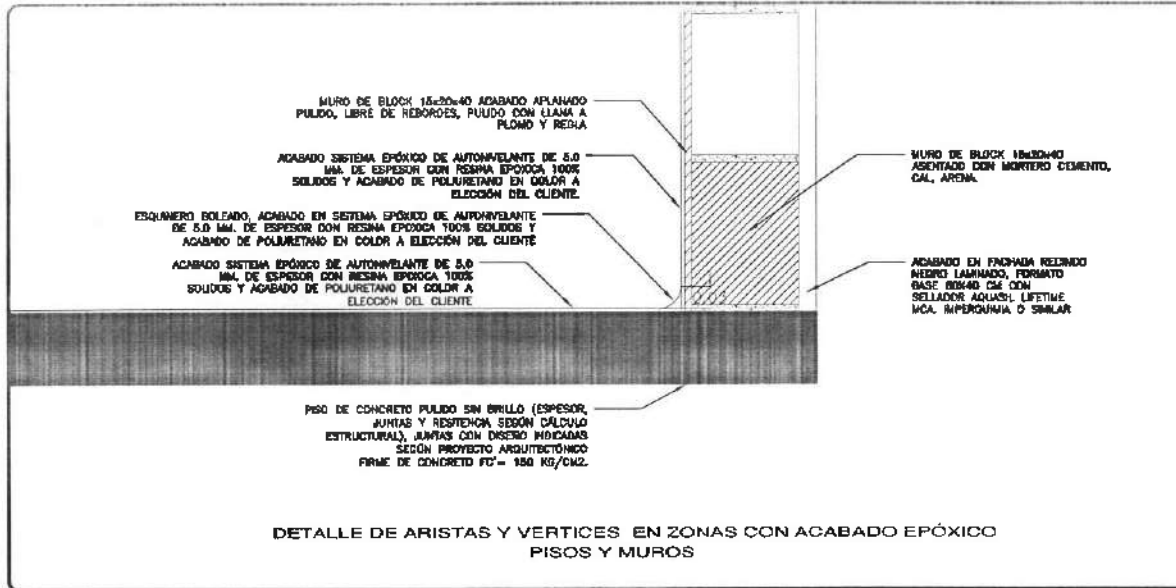 MURO DE BLOCK 15x20x40 ACABADO APLANADO
PULIDO, LIBRE DE REBORDES, PULIDO CON LLANA A
PLOMO Y REGLA
ACABADO SISTEMA EPÓXICO DE AUTONIVELANTE DE 5.0
MM. DE ESPESOR CON RESINA EPOXICA 100%
SOLIDOS Y ACABADO DE POLIURETANO EN COLOR A
ELECCIÓN DEL CLIENTE.
ESQUINERO BOLEADO, ACABADO EN SISTEMA EPÓXICO DE AUTONIVELANTE
DE 5.0 MM. DE ESPESOR CON RESINA EPOXICA 100% SOLIDOS Y
ACABADO DE POLIURETANO EN COLOR A ELECCIÓN DEL CLIENTE
ACABADO SISTEMA EPÓXICO DE AUTONIVELANTE DE 5.0
MM. DE ESPESOR CON RESINA EPOXICA 100%
SOLIDOS Y ACABADO DE POLIURETANO EN COLOR A
ELECCIÓN DEL CLIENTE
0.05
MURO DE BLOCK 15x20x40
ASENTADO CON MORTERO CEMENTO,
CAL, ARENA.
ACABADO EN FACHADA RECINTO
NEGRO LAMINADO, FORMATO
BASE 60X40 CM CON
SELLADOR AQUASH. LIFETIME
MCA. IMPERQUIMIA O SIMILAR
PISO DE CONCRETO PULIDO SIN BRILLO (ESPESOR,
JUNTAS Y RESITENCIA SEGÚN CÁLCULO
ESTRUCTURAL), JUNTAS CON DISEÑO INDICADAS
SEGÚN PROYECTO ARQUITECTÓNICO
FIRME DE CONCRETO FC'= 150 KG/CM2.
DETALLE DE ARISTAS Y VERTICES EN ZONAS CON ACABADO EPÓXICO
PISOS Y MUROS